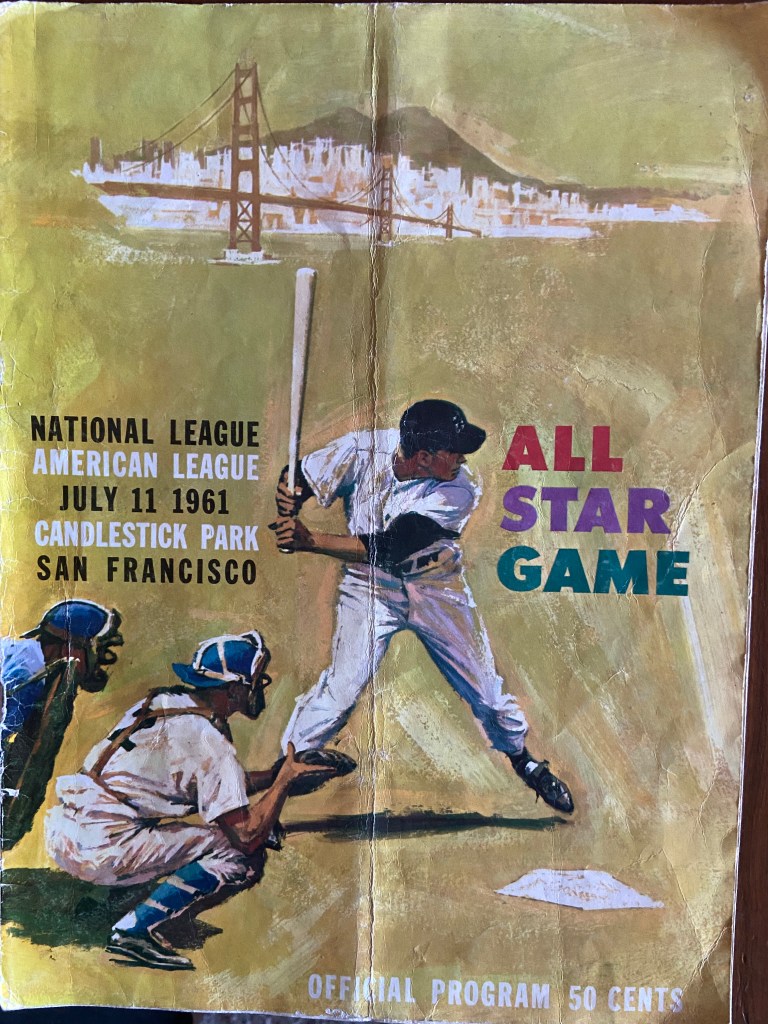 NATIONAL LEAGUE
AMERICAN LEAGUE
JULY 11 1961
CANDLESTICK PARK
SAN FRANCISCO
ALL
STAR
GAME
OFFICIAL PROGRAM 50 CENTS